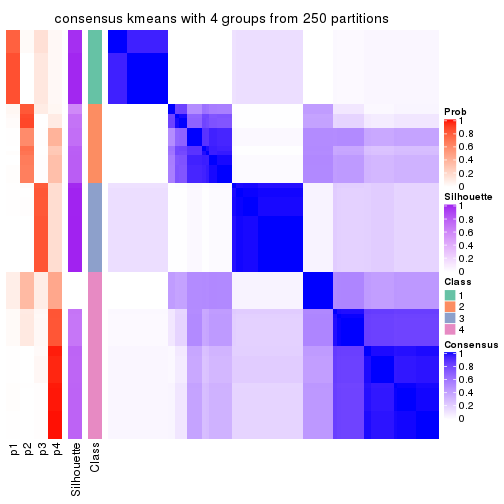 consensus kmeans with 4 groups from 250 partitions
Prob
1
0.8
0.6
0.4
0.2
0
Silhouette
1
0.8
0.6
0.4
0.2
0
Class
1
2
3
4
Consensus
1
0.8
0.6
0.4
0.2
0
p1
p2
p3
p4
Silhouette
Class